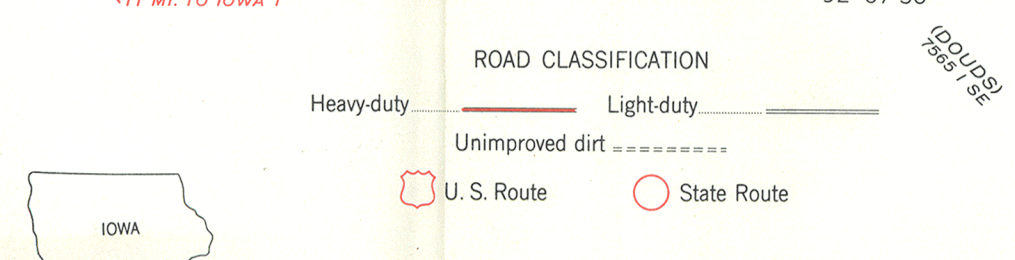 ROAD CLASSIFICATION
Heavy-duty Light-duty
Unimproved dirt
U. S. Route State Route
IOWA
(DOUDS)
7565 I SE